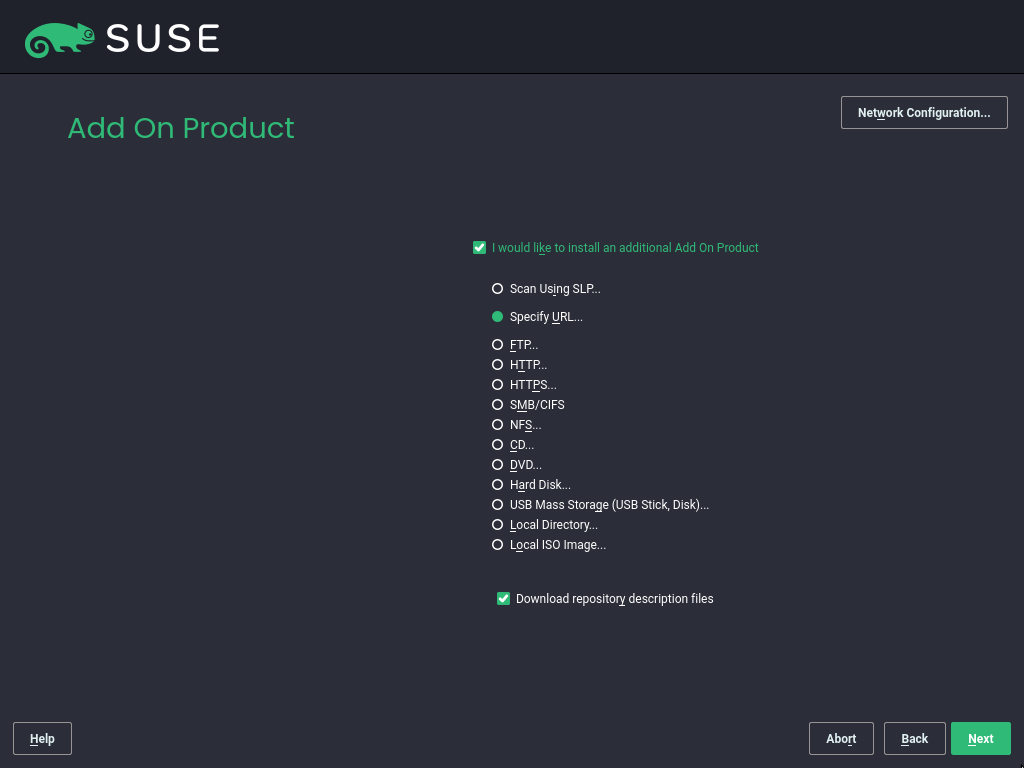 SUSE
Add On Product
Network Configuration...
I would like to install an additional Add On Product
Scan Using SLP...
Specify URL...
FTP...
HTTP...
HTTPS...
SMB/CIFS
NFS...
CD...
DVD...
Hard Disk...
USB Mass Storage (USB Stick, Disk)...
Local Directory...
Local ISO Image...
Download repository description files
Help
Abort
Back
Next